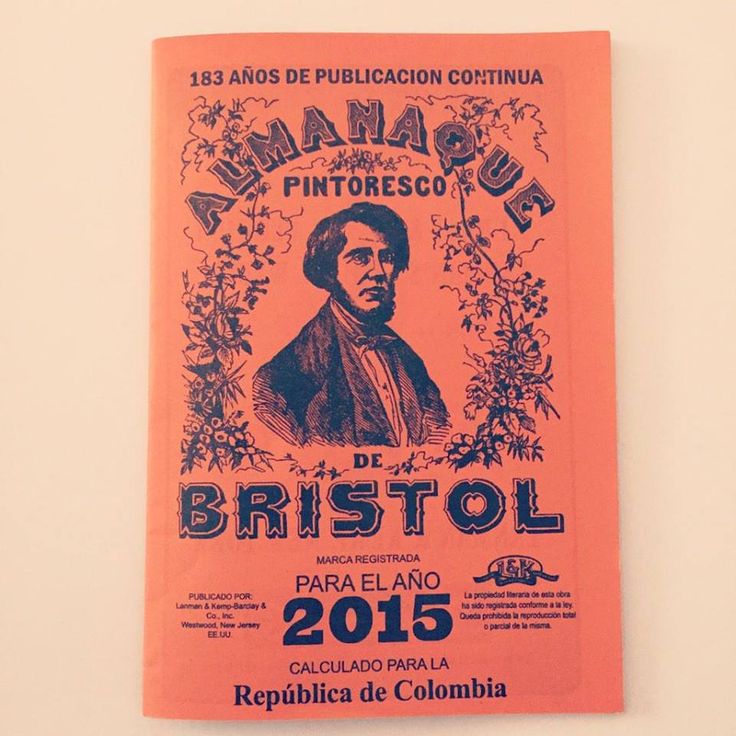 183 AÑOS DE PUBLICACION CONTINUA
ALMANAQUE
PINTORESCO
DE
BRISTOL
MARCA REGISTRADA
PARA EL AÑO
2015
PUBLICADO POR:
Lanman & Kemp-Barclay &
Co., Inc.
Westwood, New Jersey
EE.UU.
L&K
La propiedad literaria de esta obra
ha sido registrada conforme a la ley.
Queda prohibida la reproducción total
o parcial de la misma.
CALCULADO PARA LA
República de Colombia